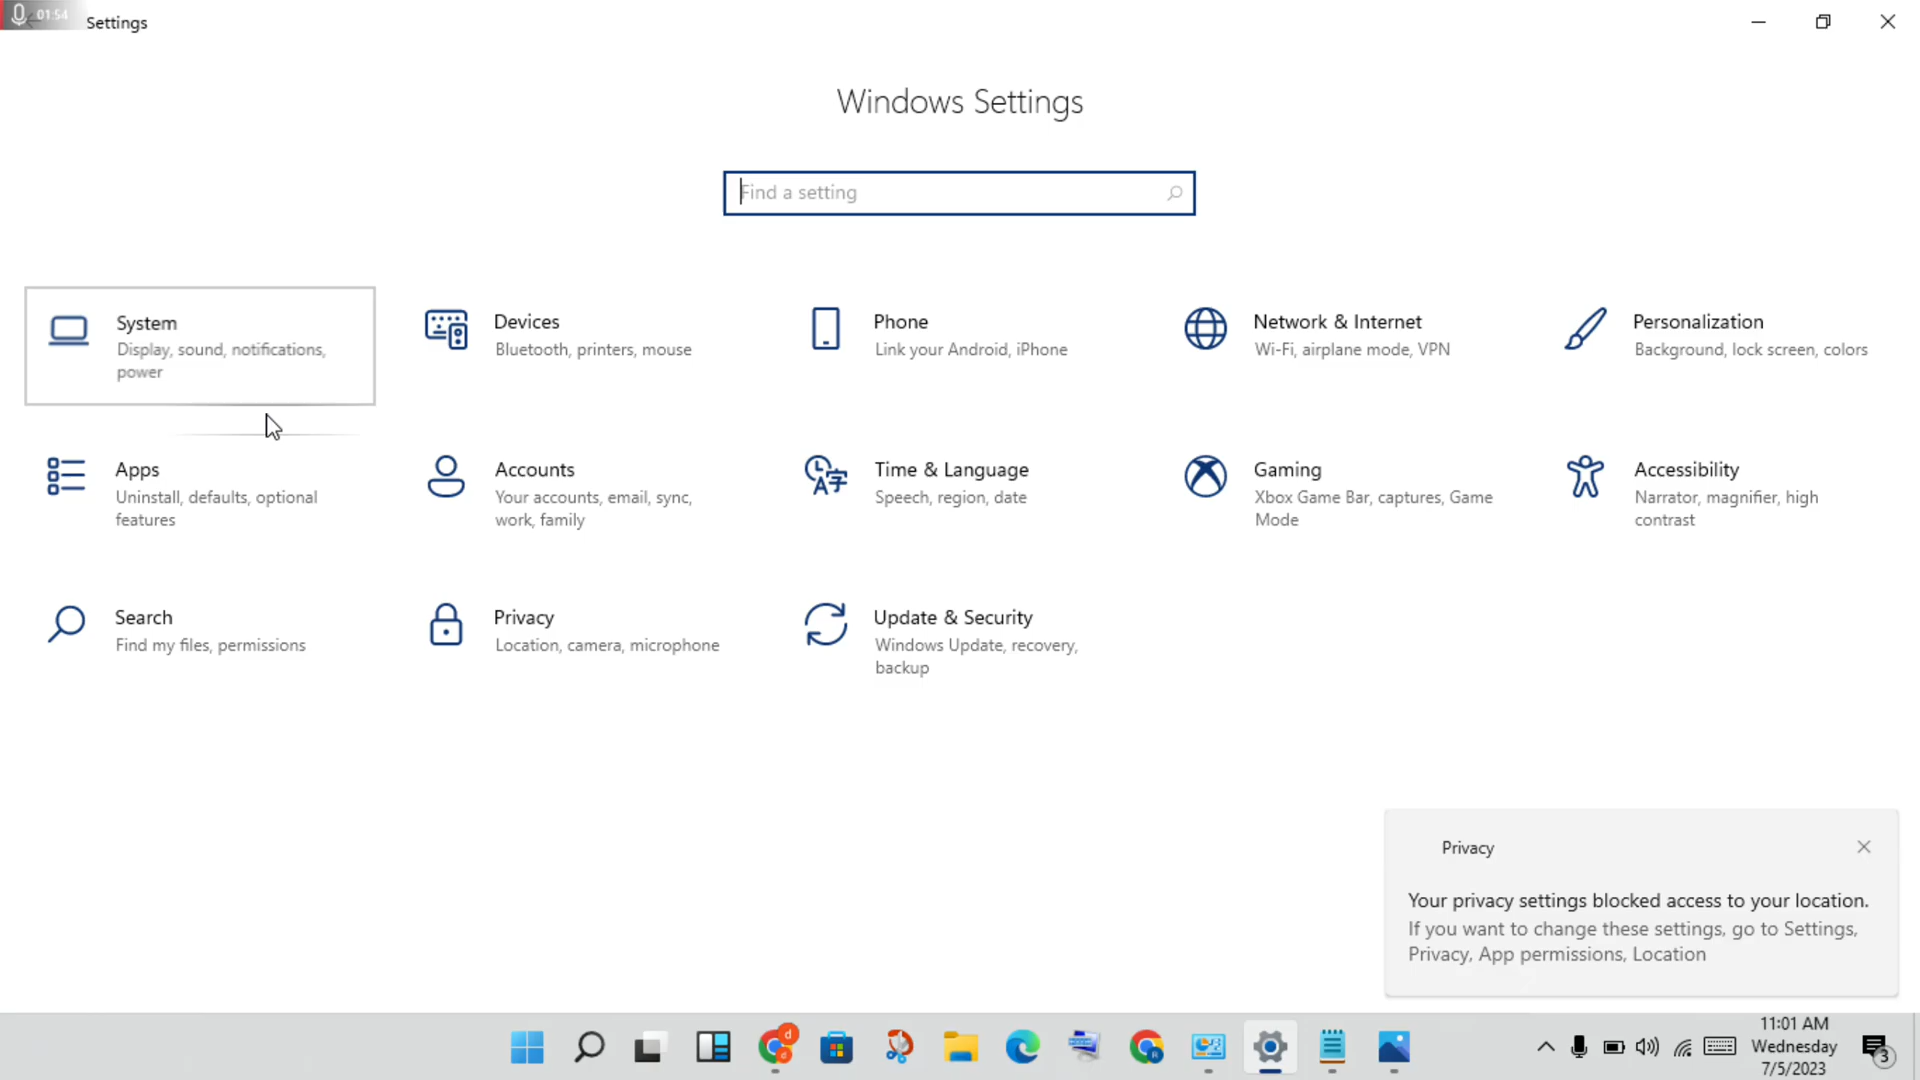 01:54
Settings
Windows Settings
Find a setting
System
Display, sound, notifications,
power
Devices
Bluetooth, printers, mouse
Phone
Link your Android, iPhone
Network & Internet
Wi-Fi, airplane mode, VPN
Personalization
Background, lock screen, colors
Apps
Uninstall, defaults, optional
features
Accounts
Your accounts, email, sync,
work, family
Time & Language
Speech, region, date
Gaming
Xbox Game Bar, captures, Game
Mode
Accessibility
Narrator, magnifier, high
contrast
Search
Find my files, permissions
Privacy
Location, camera, microphone
Update & Security
Windows Update, recovery,
backup
Privacy
Your privacy settings blocked access to your location.
If you want to change these settings, go to Settings,
Privacy, App permissions, Location
11:01 AM
Wednesday
7/5/2023
3